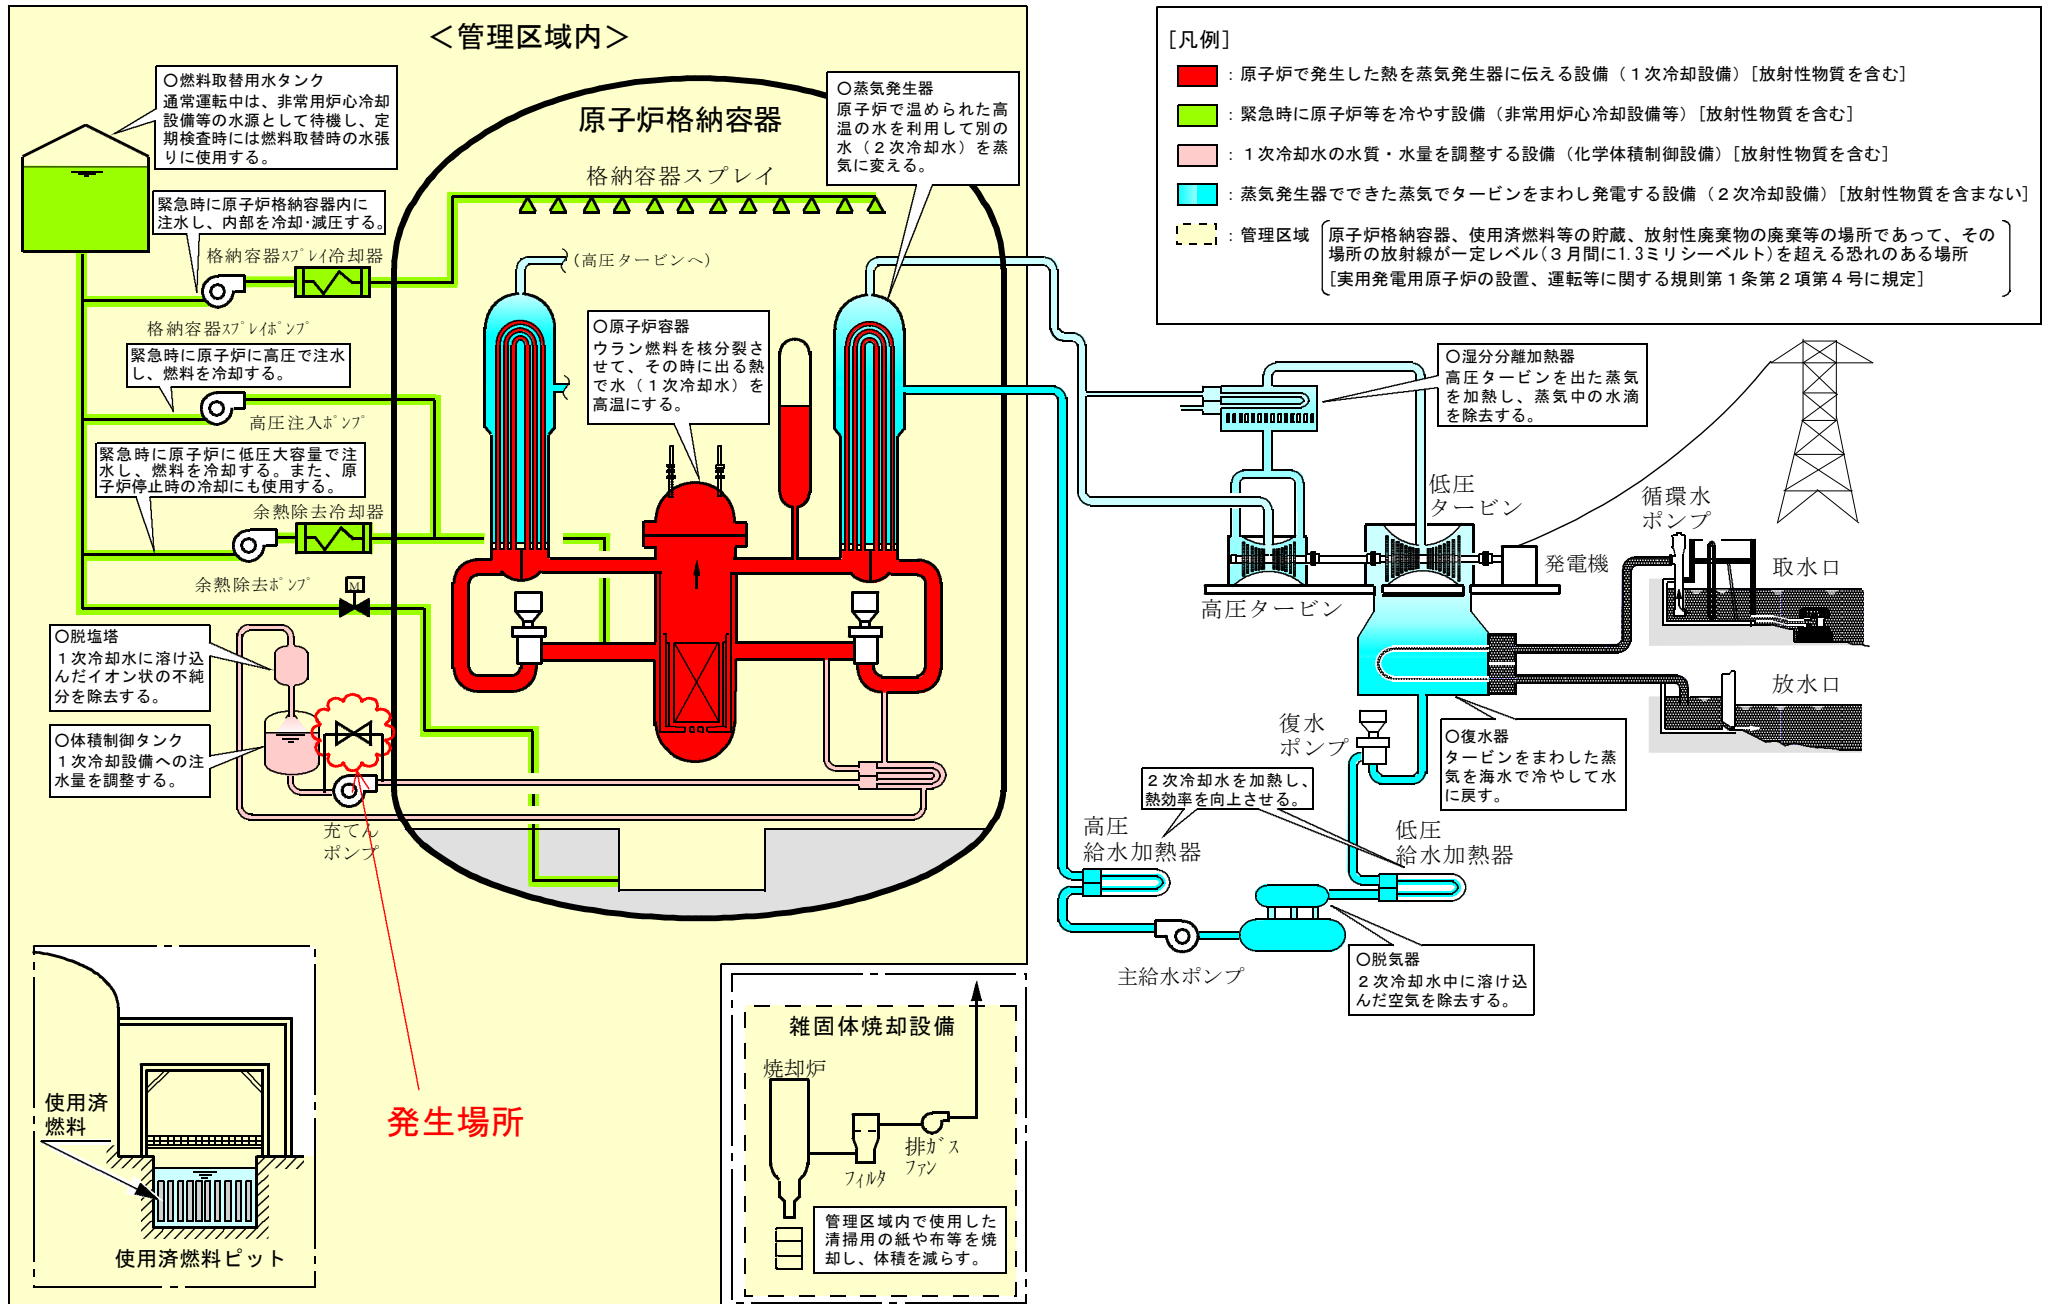 ＜管理区域内＞
○燃料取替用水タンク
通常運転中は、非常用炉心冷却
設備等の水源として待機し、定
期検査時には燃料取替時の水張
りに使用する。
緊急時に原子炉格納容器内に
注水し、内部を冷却･減圧する。
格納容器ｽﾌﾟﾚｲ冷却器
格納容器ｽﾌﾟﾚｲﾎﾟﾝﾌﾟ
緊急時に原子炉に高圧で注水
し、燃料を冷却する。
高圧注入ﾎﾟﾝﾌﾟ
緊急時に原子炉に低圧大容量で注
水し、燃料を冷却する。また、原
子炉停止時の冷却にも使用する。
余熱除去冷却器
余熱除去ﾎﾟﾝﾌﾟ
M
○脱塩塔
１次冷却水に溶け込
んだイオン状の不純
分を除去する。
○体積制御タンク
１次冷却設備への注
水量を調整する。
充てん
ポンプ
原子炉格納容器
格納容器スプレイ
○蒸気発生器
原子炉で温められた高
温の水を利用して別の
水（２次冷却水）を蒸
気に変える。
(高圧タービンへ)
○原子炉容器
ウラン燃料を核分裂さ
せて、その時に出る熱
で水（１次冷却水）を
高温にする。
発生場所
使用済
燃料
使用済燃料ピット
雑固体焼却設備
焼却炉
フィルタ
排ガス
ファン
管理区域内で使用した
清掃用の紙や布等を焼
却し、体積を減らす。
[凡例]
：原子炉で発生した熱を蒸気発生器に伝える設備（１次冷却設備）[放射性物質を含む]
：緊急時に原子炉等を冷やす設備（非常用炉心冷却設備等）[放射性物質を含む]
：１次冷却水の水質・水量を調整する設備（化学体積制御設備）[放射性物質を含む]
：蒸気発生器でできた蒸気でタービンをまわし発電する設備（２次冷却設備）[放射性物質を含まない]
：管理区域
原子炉格納容器、使用済燃料等の貯蔵、放射性廃棄物の廃棄等の場所であって、その
場所の放射線が一定レベル(３月間に1.3ミリシーベルト)を超える恐れのある場所
[実用発電用原子炉の設置、運転等に関する規則第１条第２項第４号に規定]
○湿分分離加熱器
高圧タービンを出た蒸気
を加熱し、蒸気中の水滴
を除去する。
低圧
タービン
高圧タービン
発電機
循環水
ポンプ
取水口
放水口
復水
ポンプ
○復水器
タービンをまわした蒸
気を海水で冷やして水
に戻す。
２次冷却水を加熱し、
熱効率を向上させる。
高圧
給水加熱器
低圧
給水加熱器
主給水ポンプ
○脱気器
２次冷却水中に溶け込
んだ空気を除去する。